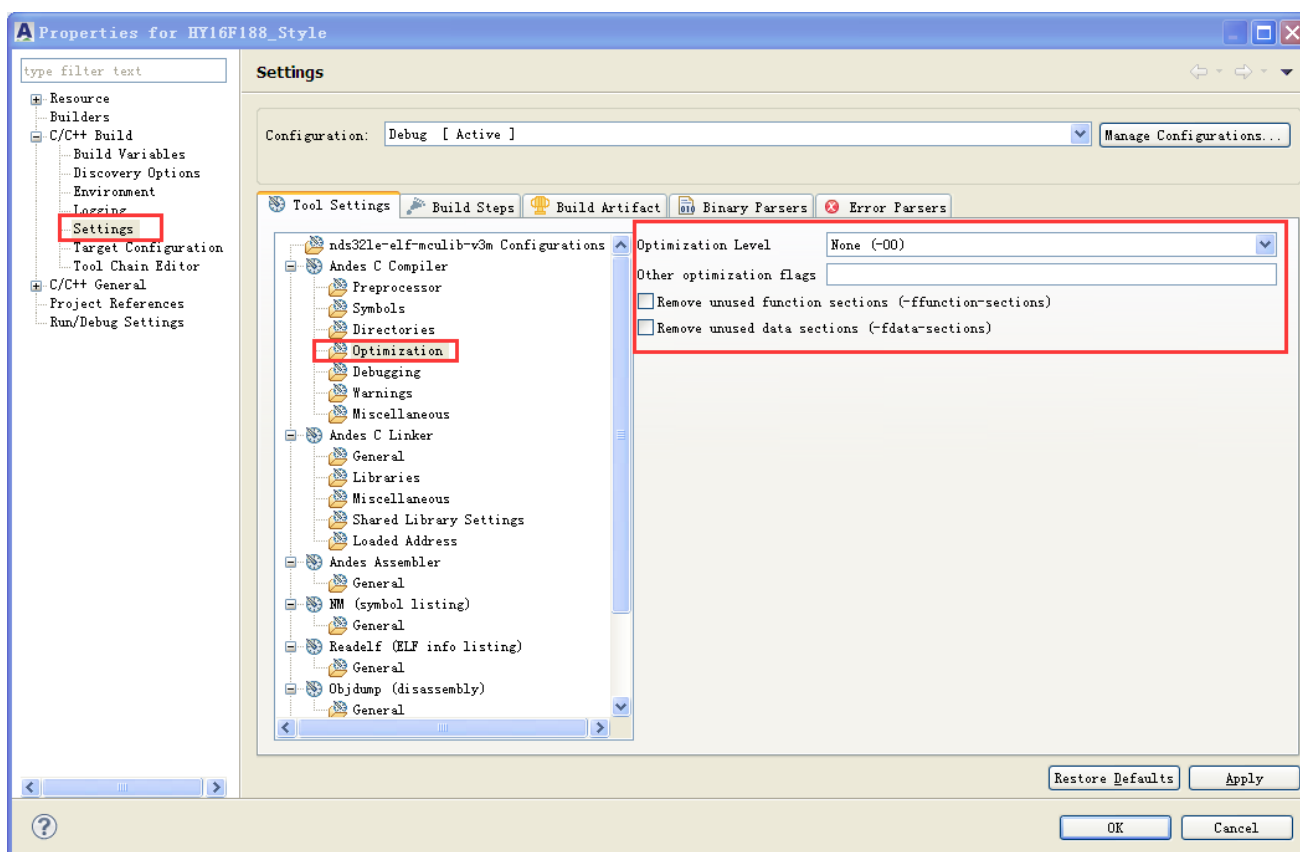 Properties for HY16F188_Style
type filter text
Resource
Builders
C/C++ Build
Build Variables
Discovery Options
Environment
Logging
Settings
Target Configuration
Tool Chain Editor
C/C++ General
Project References
Run/Debug Settings
Settings
Configuration: Debug [ Active ] Manage Configurations...
Tool Settings Build Steps Build Artifact Binary Parsers Error Parsers
nds32le-elf-mculib-v3m Configurations
Andes C Compiler
Preprocessor
Symbols
Directories
Optimization
Debugging
Warnings
Miscellaneous
Andes C Linker
General
Libraries
Miscellaneous
Shared Library Settings
Loaded Address
Andes Assembler
General
NM (symbol listing)
General
Readelf (ELF info listing)
General
Objdump (disassembly)
General
Optimization Level None (-O0)
Other optimization flags
Remove unused function sections (-ffunction-sections)
Remove unused data sections (-fdata-sections)
Restore Defaults Apply
OK Cancel